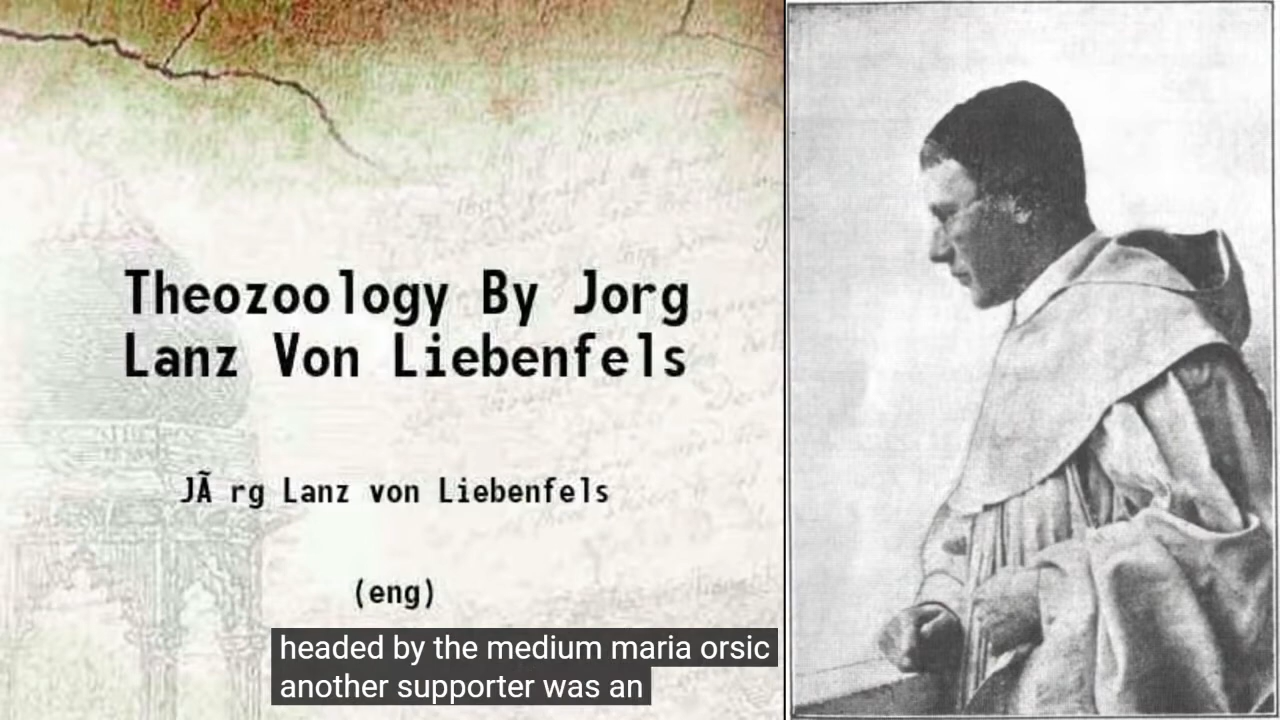 Theozoology By Jorg
Lanz Von Liebenfels
JÃ rg Lanz von Liebenfels
(eng)
headed by the medium maria orsic
another supporter was an